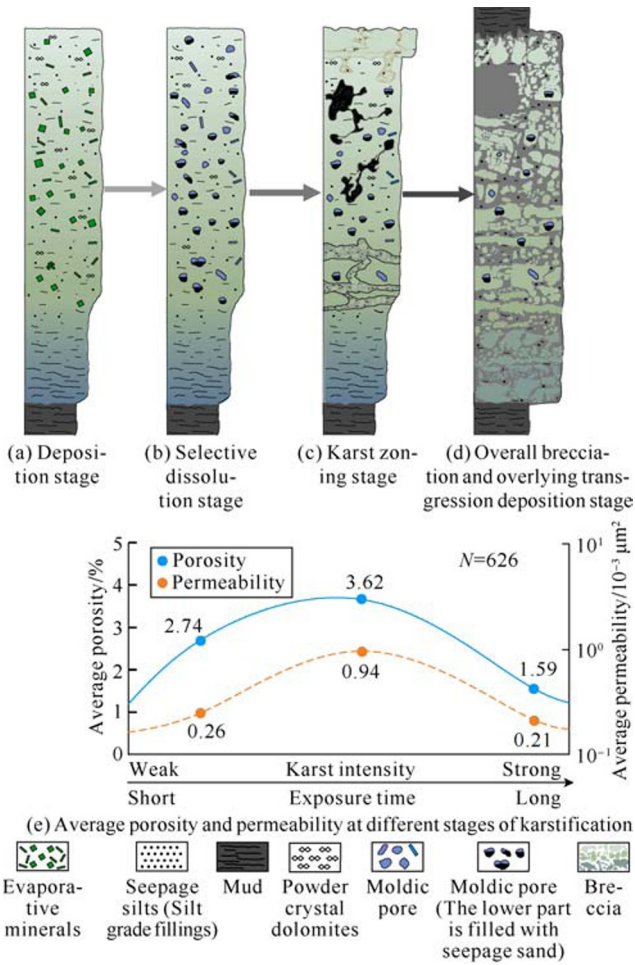 (a) Deposi-
tion stage
(b) Selective
dissolu-
tion stage
(c) Karst zon-
ing stage
(d) Overall breccia-
tion and overlying trans-
gression deposition stage
Average porosity/%
5
4
3
2
1
0
Porosity
Permeability
N=626
2.74
3.62
1.59
0.26
0.94
0.21
10¹
10⁰
10⁻¹
Average permeability/10⁻³ μm²
Weak Karst intensity Strong
Short Exposure time Long
(e) Average porosity and permeability at different stages of karstification
Evapora-
tive
minerals
Seepage
silts (Silt
grade fillings)
Mud
Powder
crystal
dolomites
Moldic
pore
Moldic pore
(The lower part
is filled with
seepage sand)
Bre-
ccia